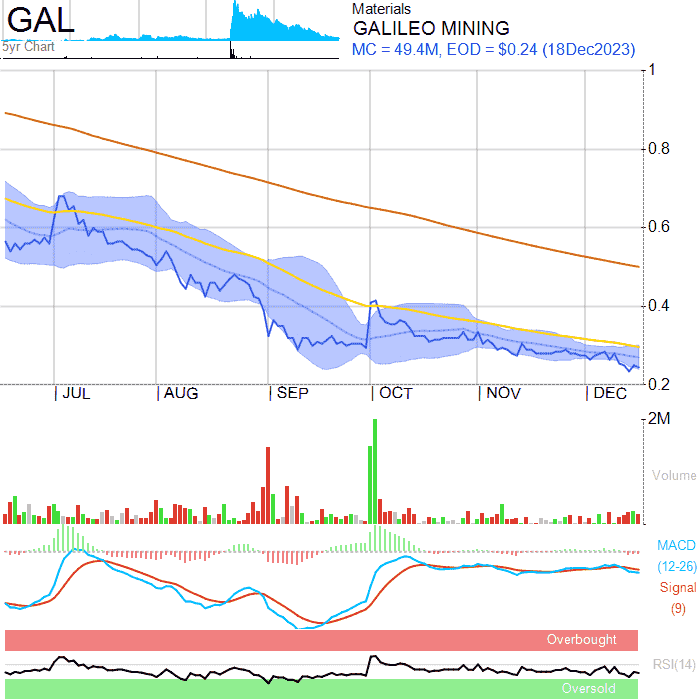 GAL
5yr Chart
Materials
GALILEO MINING
MC = 49.4M, EOD = $0.24 (18Dec2023)
1
0.8
0.6
0.4
0.2
JUL AUG SEP OCT NOV DEC
2M
Volume
MACD
(12-26)
Signal
(9)
Overbought
RSI(14)
Oversold